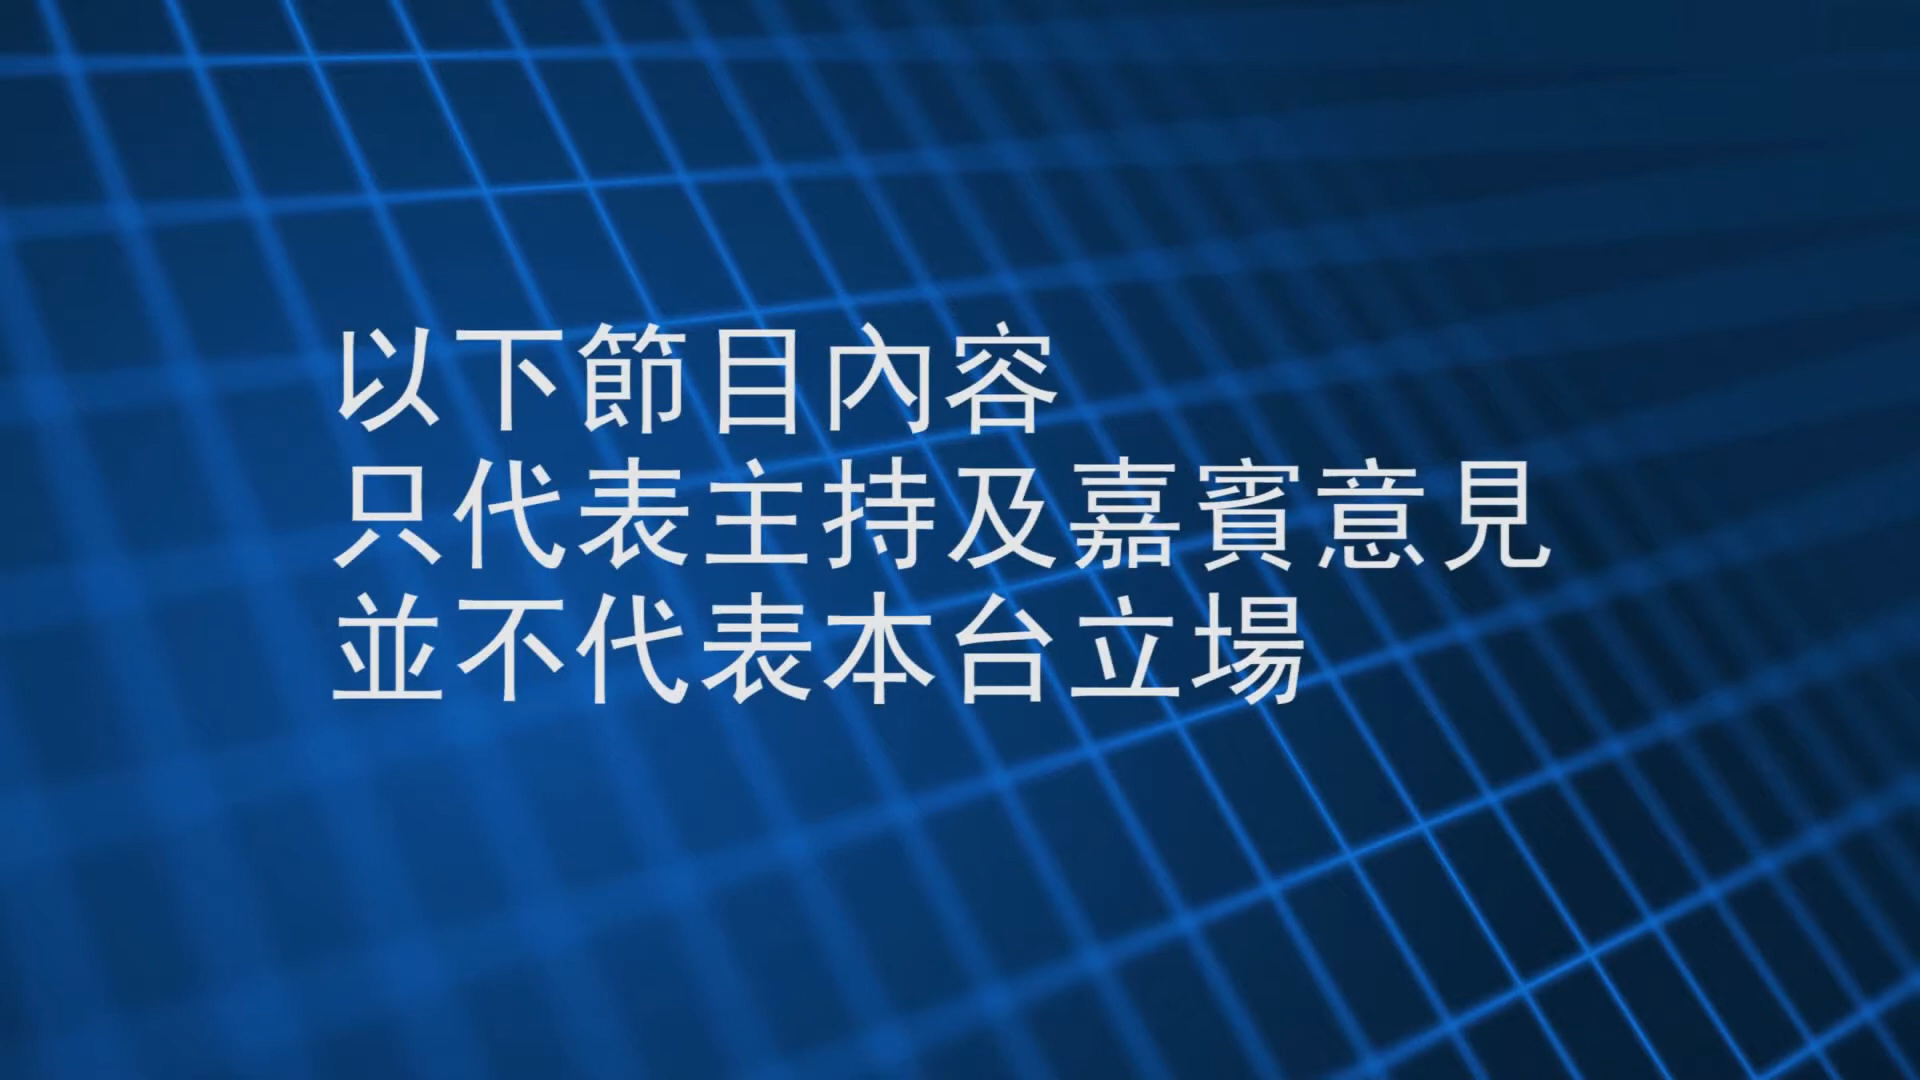 以下節目內容
只代表主持及嘉賓意見
並不代表本台立場